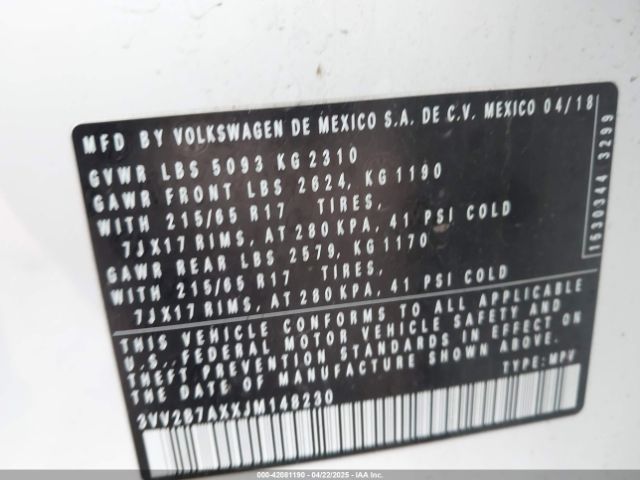 MFD BY VOLKSWAGEN DE MEXICO S.A. DE C.V. MEXICO 04/18
GVWR LBS 5093 KG 2310
GAWR FRONT LBS 2624, KG 1190
WITH 215/65 R17 TIRES,
7JX17 RIMS, AT 280 KPA, 41 PSI COLD
GAWR REAR LBS 2579, KG 1170
WITH 215/65 R17 TIRES,
7JX17 RIMS, AT 280 KPA, 41 PSI COLD
THIS VEHICLE CONFORMS TO ALL APPLICABLE
U.S. FEDERAL MOTOR VEHICLE SAFETY AND
THEFT PREVENTION STANDARDS IN EFFECT ON
THE DATE OF MANUFACTURE SHOWN ABOVE.
3VV2B7AXXJM148230
TYPE: MPV
1630344 3299
000-42081190 - 04/22/2025 - IAAI.COM